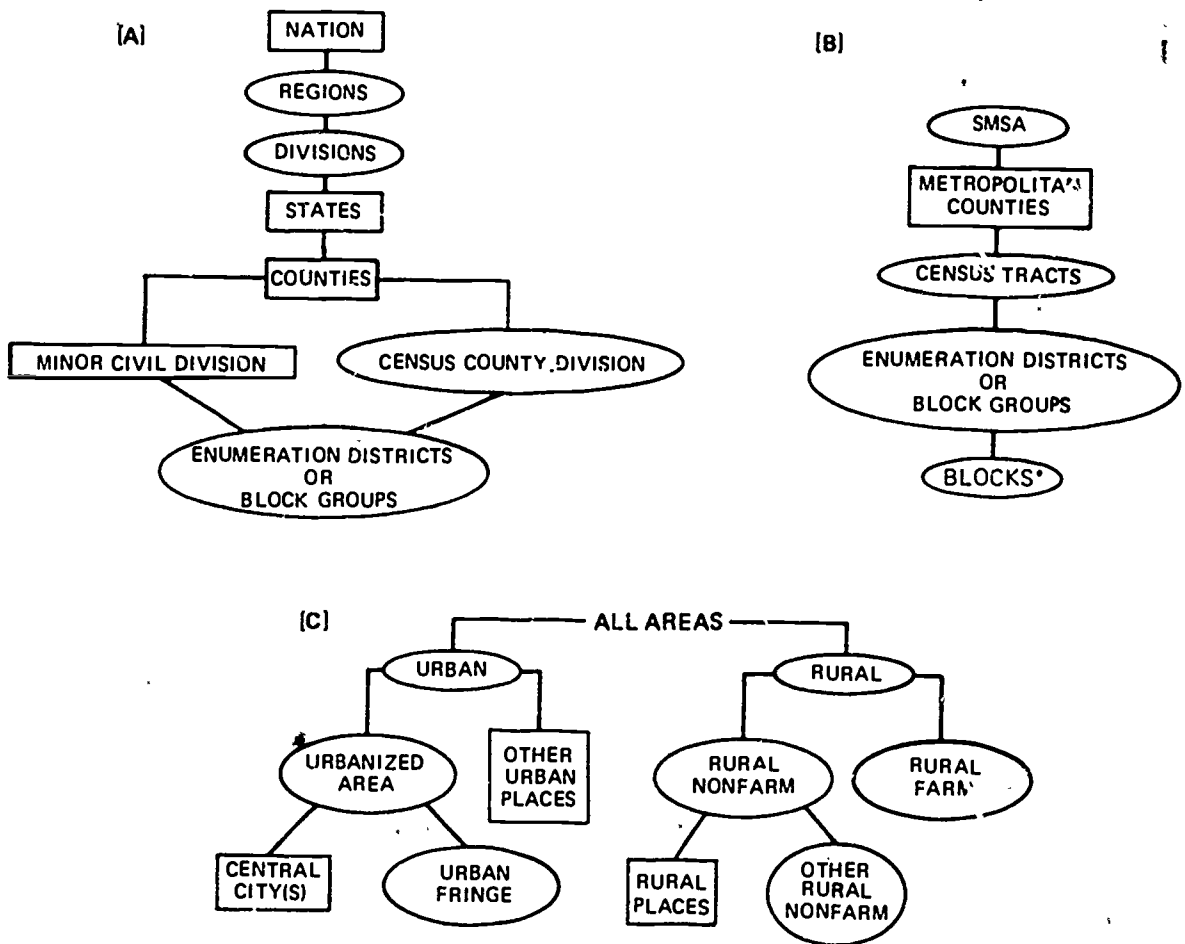 [A]
NATION
REGIONS
DIVISIONS
STATES
COUNTIES
MINOR CIVIL DIVISION
CENSUS COUNTY DIVISION
ENUMERATION DISTRICTS
OR
BLOCK GROUPS
[B]
SMSA
METROPOLITAN
COUNTIES
CENSUS TRACTS
ENUMERATION DISTRICTS
OR
BLOCK GROUPS
BLOCKS*
[C]
ALL AREAS
URBAN
RURAL
URBANIZED
AREA
OTHER
URBAN
PLACES
RURAL
NONFARM
RURAL
FARM
CENTRAL
CITY(S)
URBAN
FRINGE
RURAL
PLACES
OTHER
RURAL
NONFARM